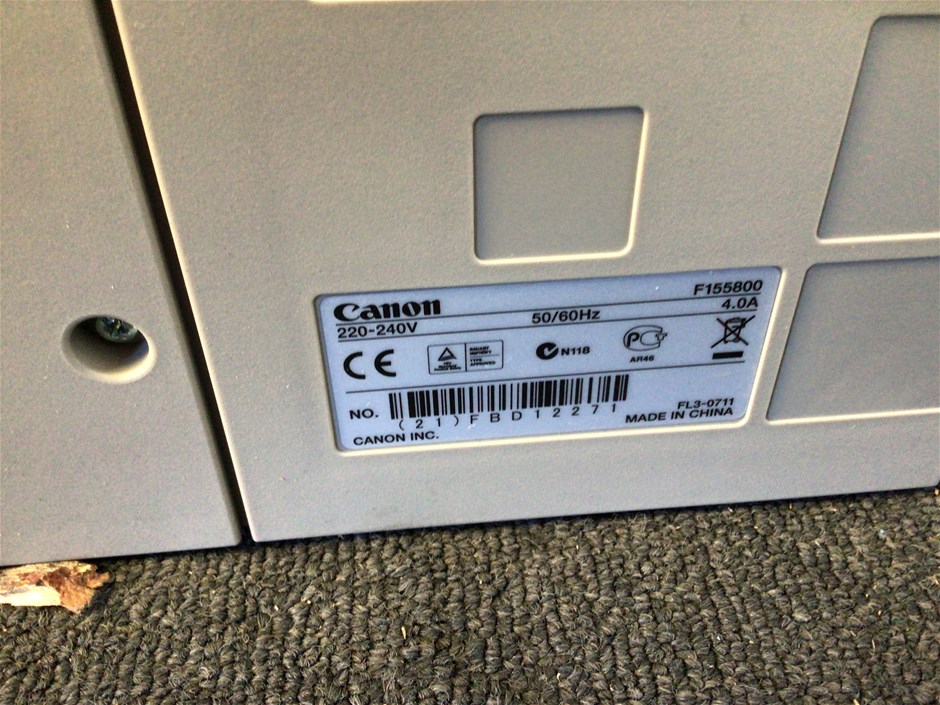 Canon
F155800
220-240V
50/60Hz
4.0A
CE
N118
PCT
AR46
NO.
(21)FBD12271
FL3-0711
CANON INC.
MADE IN CHINA